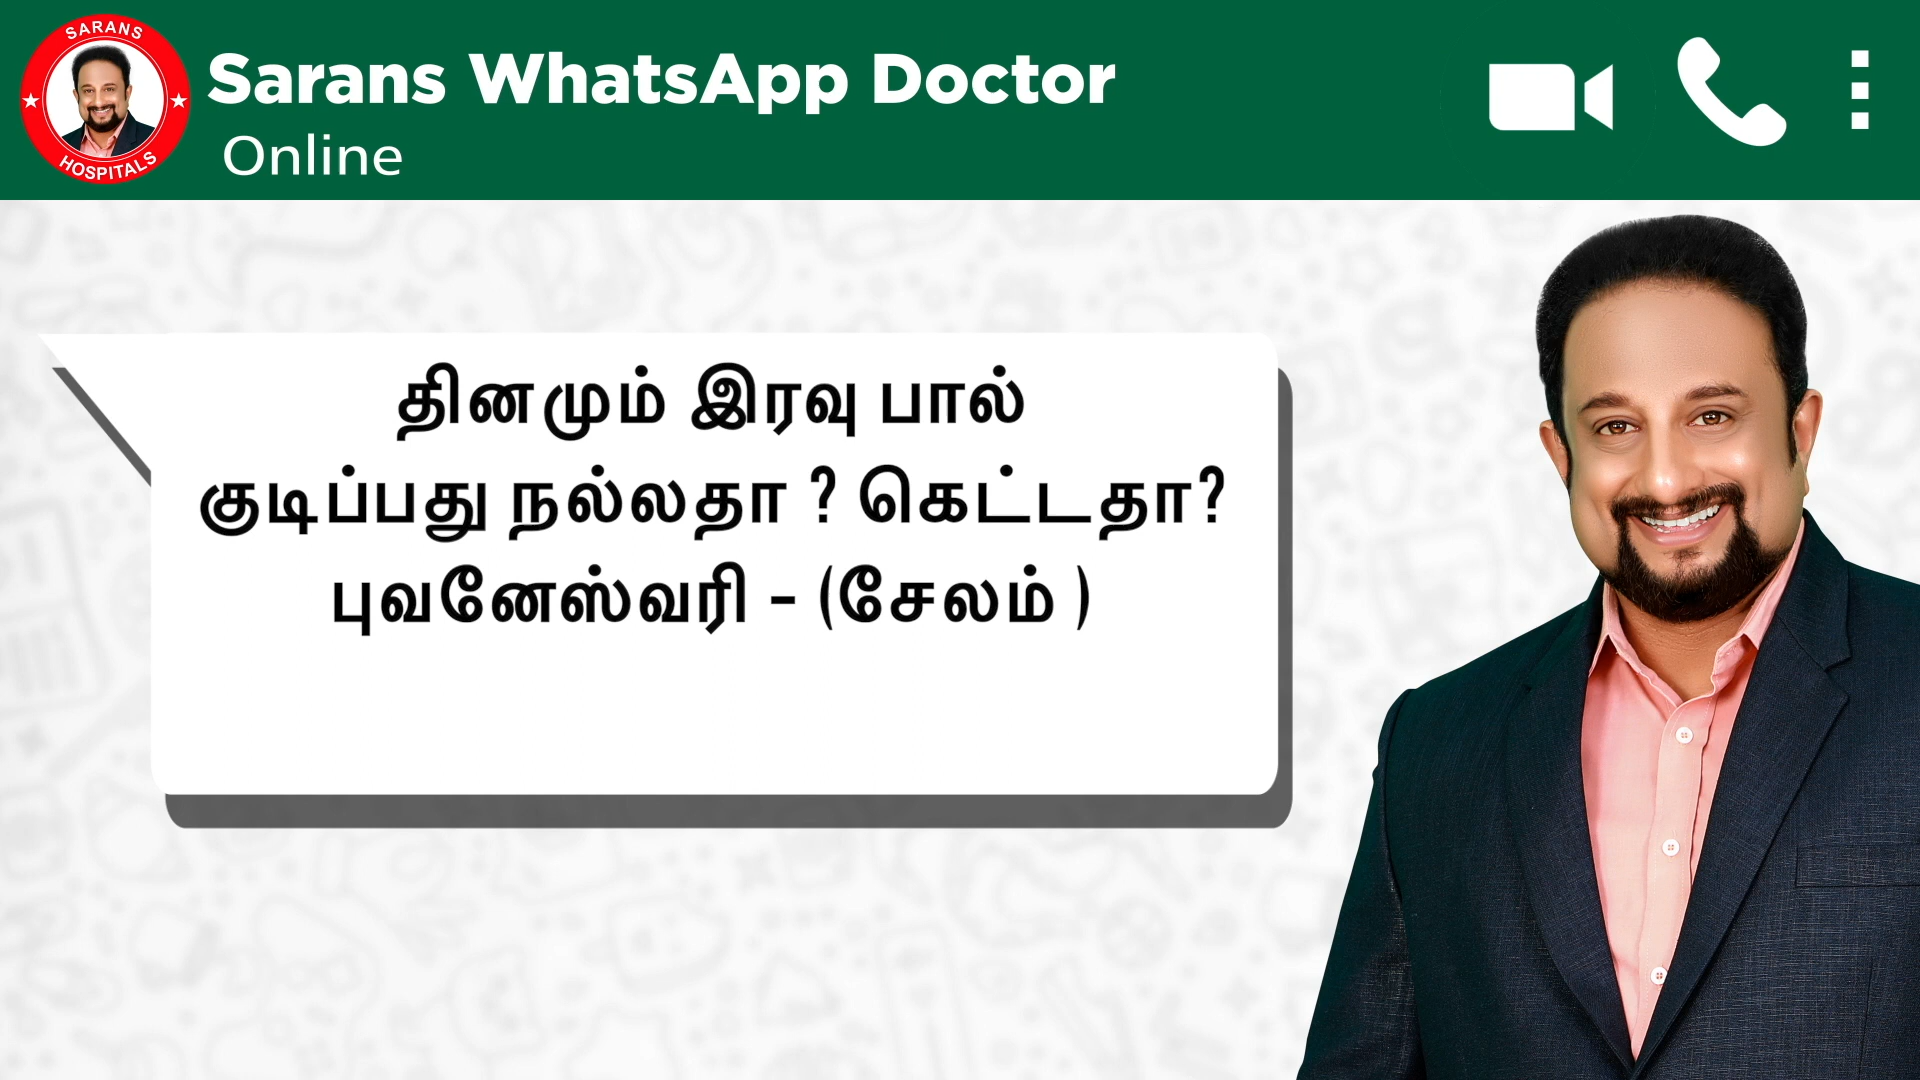 SARANS
HOSPITALS
Sarans WhatsApp Doctor
Online
தினமும் இரவு பால்
குடிப்பது நல்லதா ? கெட்டதா?
புவனேஸ்வரி - (சேலம் )